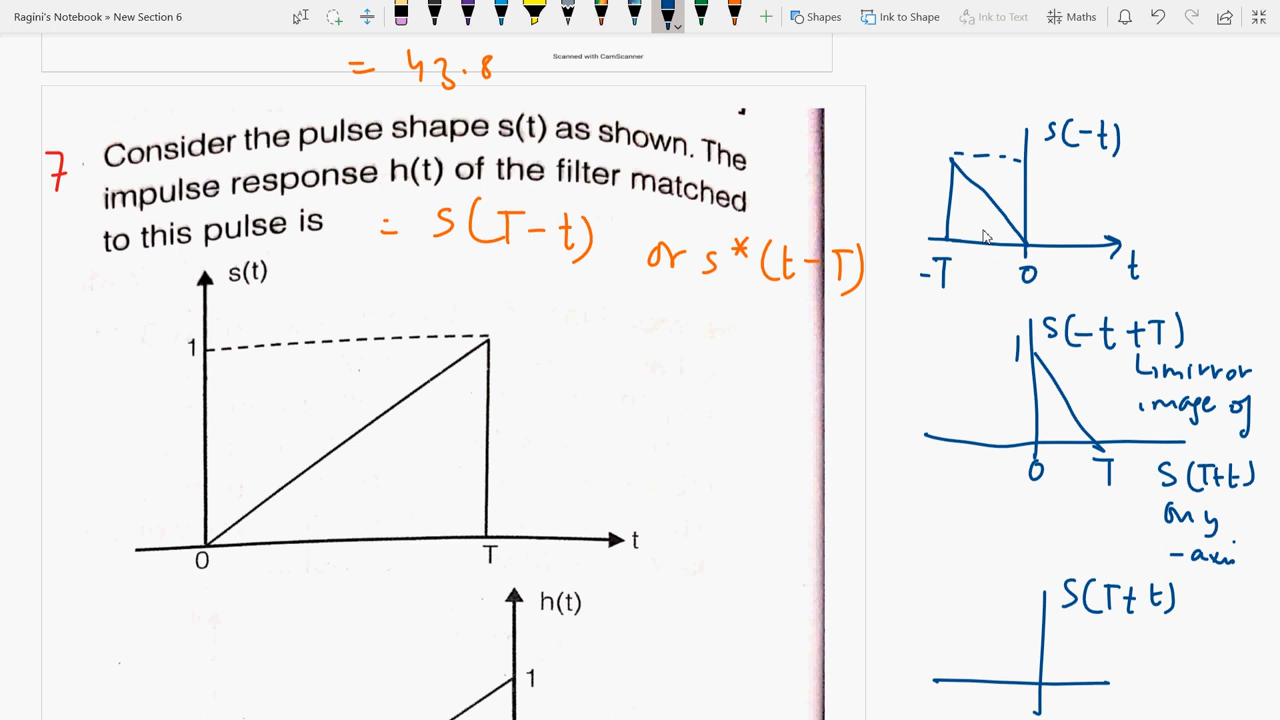 Ragini's Notebook » New Section 6
Shapes
Ink to Shape
Ink to Text
Maths
= 43.8
Scanned with CamScanner
7. Consider the pulse shape s(t) as shown. The
impulse response h(t) of the filter matched
to this pulse is = s(T-t) or s*(t-T)
s(t)
1
0
T
t
h(t)
1
s(-t)
-T
0
t
s(-t+T)
1
mirror
image of
0
T
s(T+t)
on y
-axis
s(T+t)